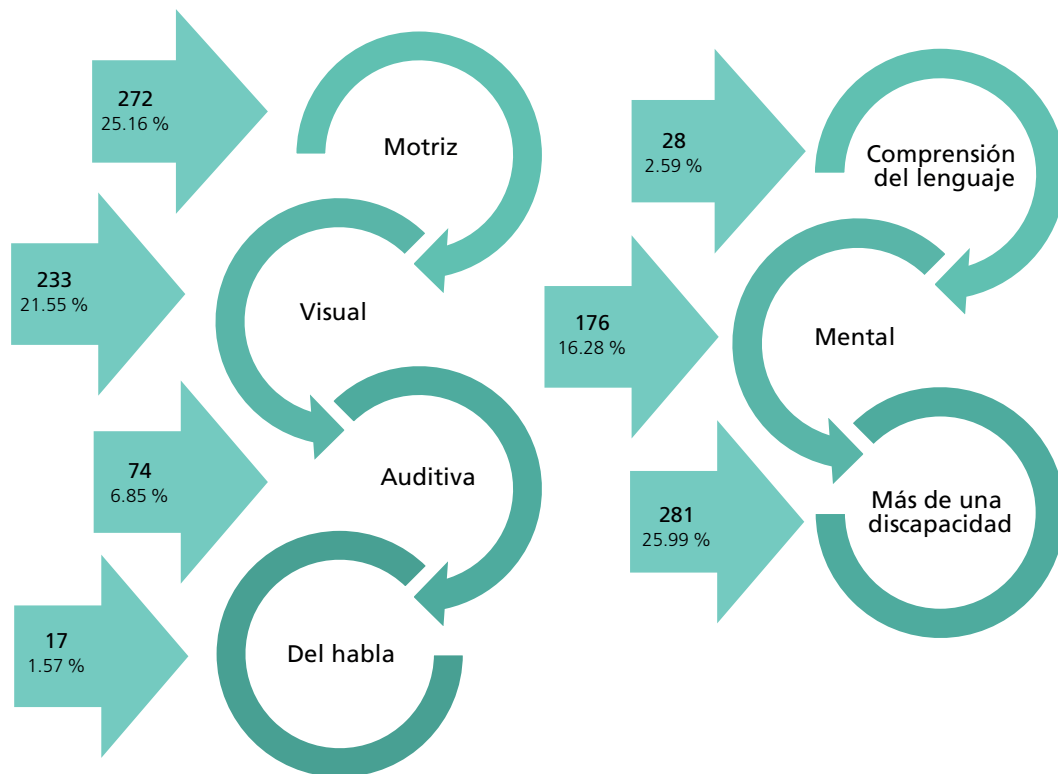 272
25.16 %
Motriz
233
21.55 %
Visual
74
6.85 %
Auditiva
17
1.57 %
Del habla
28
2.59 %
Comprensión
del lenguaje
176
16.28 %
Mental
281
25.99 %
Más de una
discapacidad